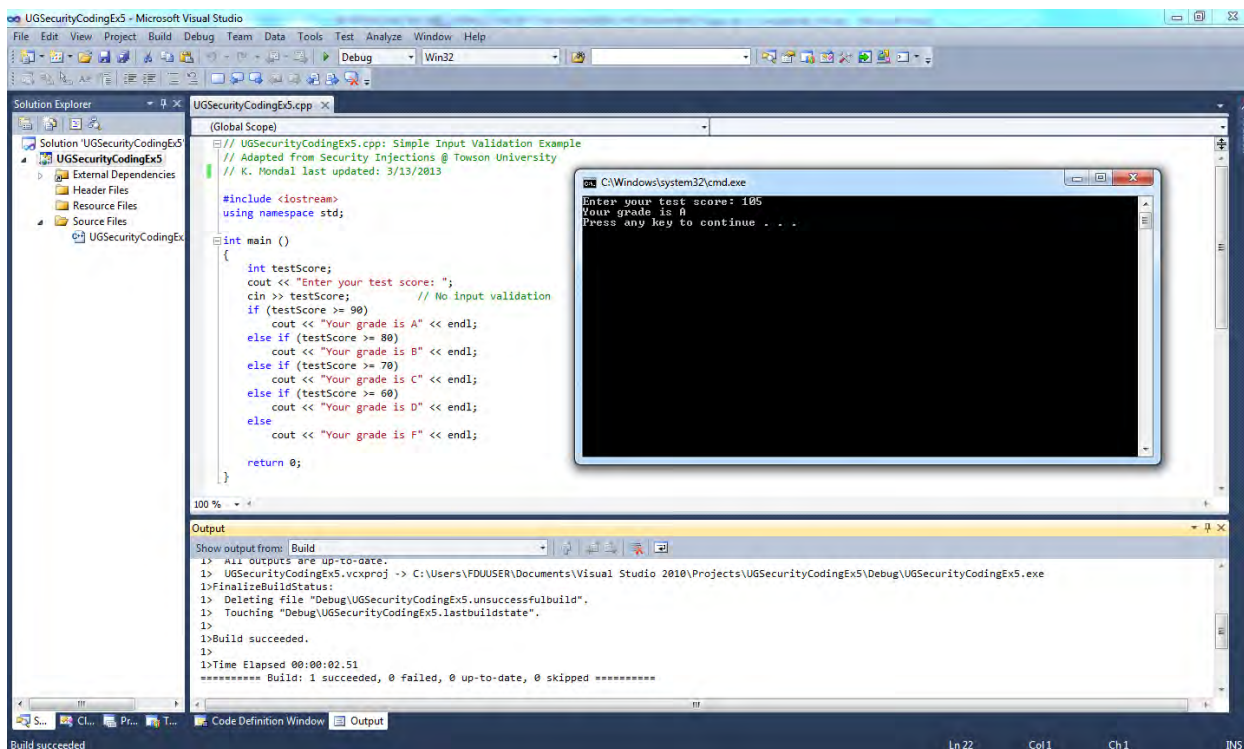 UGSecurityCodingEx5 - Microsoft Visual Studio
File Edit View Project Build Debug Team Data Tools Test Analyze Window Help
Debug Win32
Solution Explorer
Solution 'UGSecurityCodingEx5'
UGSecurityCodingEx5
External Dependencies
Header Files
Resource Files
Source Files
UGSecurityCodingEx
UGSecurityCodingEx5.cpp
(Global Scope)
// UGSecurityCodingEx5.cpp: Simple Input Validation Example
// Adapted from Security Injections @ Towson University
// K. Mondal last updated: 3/13/2013
#include <iostream>
using namespace std;
int main ()
{
int testScore;
cout << "Enter your test score: ";
cin >> testScore; // No input validation
if (testScore >= 90)
cout << "Your grade is A" << endl;
else if (testScore >= 80)
cout << "Your grade is B" << endl;
else if (testScore >= 70)
cout << "Your grade is C" << endl;
else if (testScore >= 60)
cout << "Your grade is D" << endl;
else
cout << "Your grade is F" << endl;
return 0;
}
100 %
C:\Windows\system32\cmd.exe
Enter your test score: 105
Your grade is A
Press any key to continue . . .
Output
Show output from: Build
1> All outputs are up-to-date.
1> UGSecurityCodingEx5.vcxproj -> C:\Users\FDUUSER\Documents\Visual Studio 2010\Projects\UGSecurityCodingEx5\Debug\UGSecurityCodingEx5.exe
1>FinalizeBuildStatus:
1> Deleting file "Debug\UGSecurityCodingEx5.unsuccessfulbuild".
1> Touching "Debug\UGSecurityCodingEx5.lastbuildstate".
1>
1>Build succeeded.
1>
1>Time Elapsed 00:00:02.51
========== Build: 1 succeeded, 0 failed, 0 up-to-date, 0 skipped ==========
S... Cl... Pr... T...
Code Definition Window Output
Build succeeded Ln 22 Col 1 Ch 1 INS